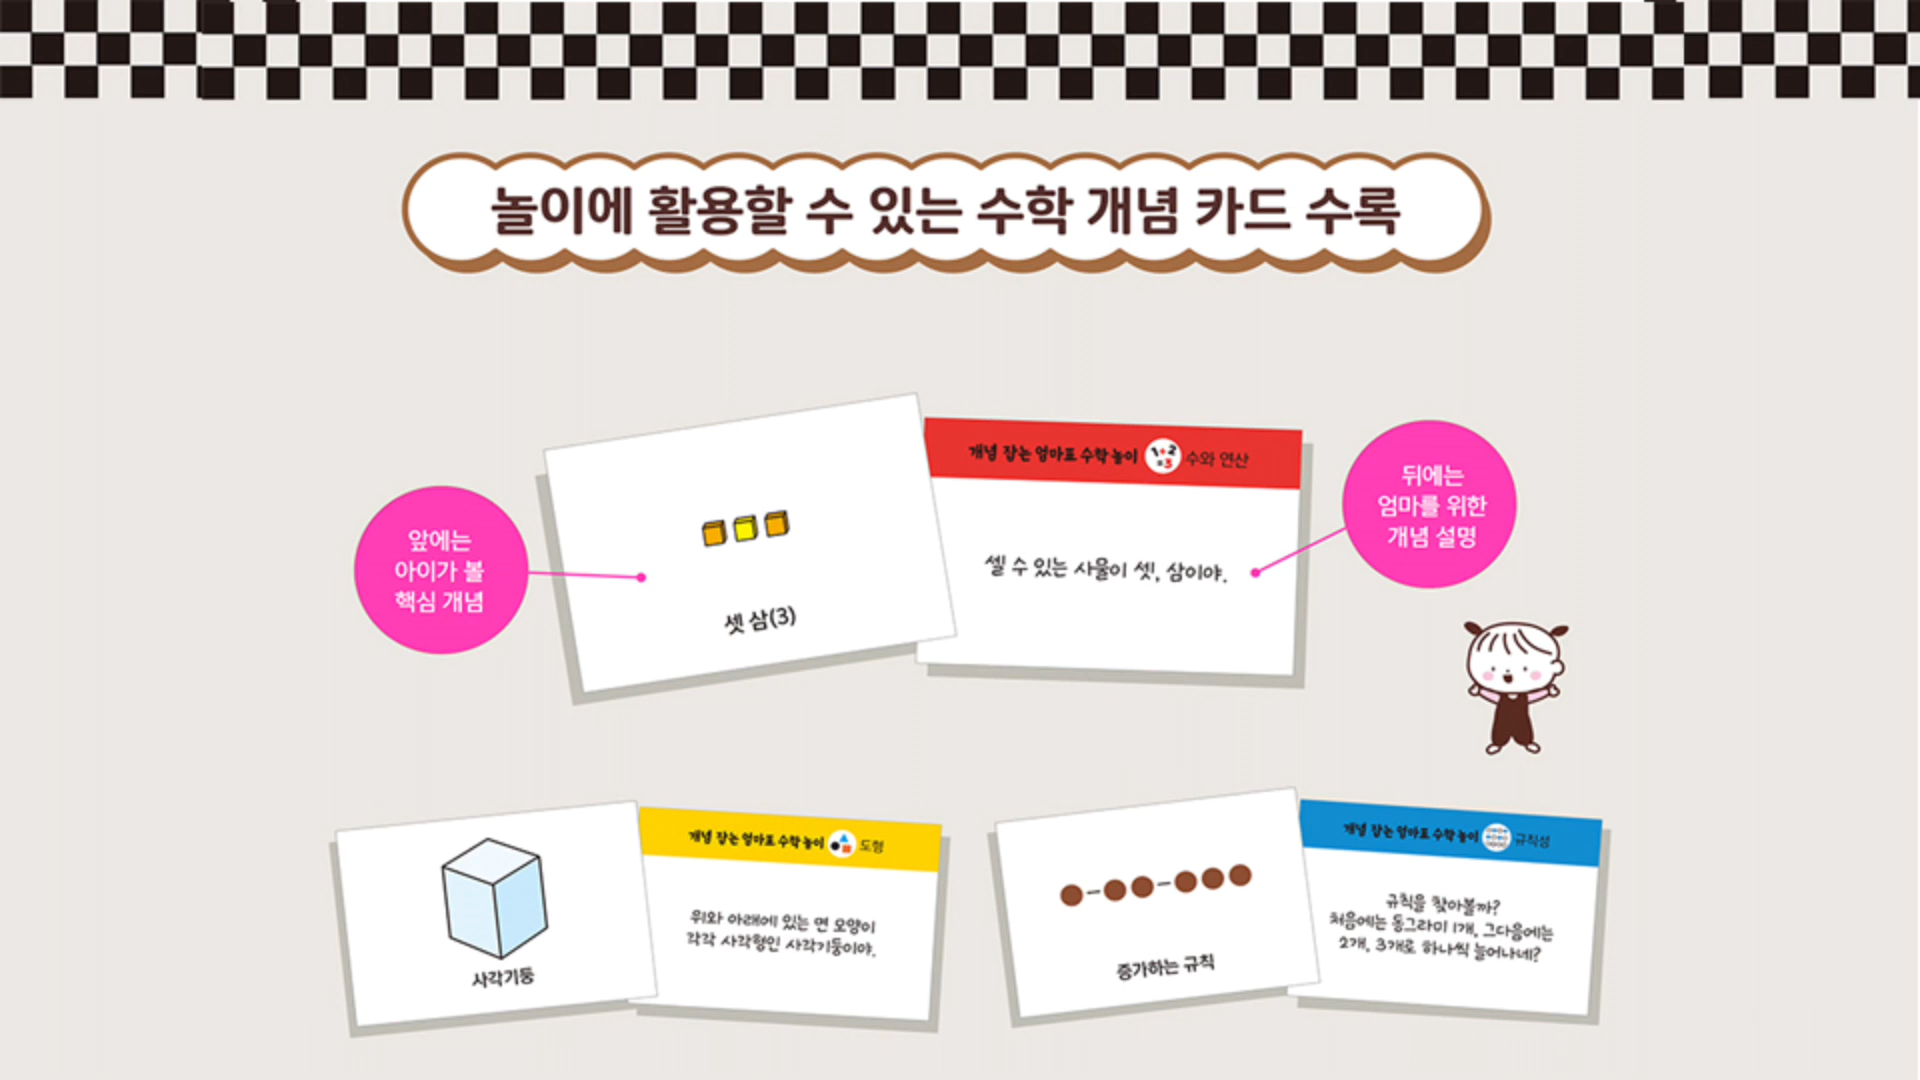 놀이에 활용할 수 있는 수학 개념 카드 수록
앞에는
아이가 볼
핵심 개념
셋 삼(3)
개념 잡는 엄마표 수학 놀이 1+2=3 수와 연산
셀 수 있는 사물이 셋, 삼이야.
뒤에는
엄마를 위한
개념 설명
사각기둥
개념 잡는 엄마표 수학 놀이 도형
위와 아래에 있는 면 모양이
각각 사각형인 사각기둥이야.
증가하는 규칙
개념 잡는 엄마표 수학 놀이 규칙성
규칙을 찾아볼까?
처음에는 동그라미 1개, 그다음에는
2개, 3개로 하나씩 늘어나네?